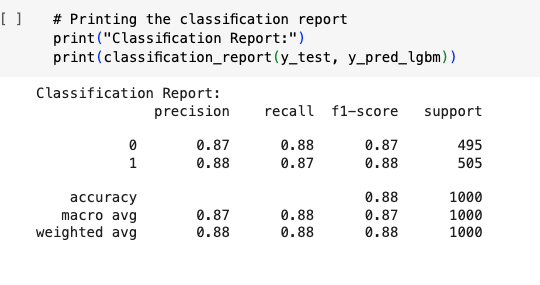 [ ] # Printing the classification report
print("Classification Report:")
print(classification_report(y_test, y_pred_lgbm))
Classification Report:
precision recall f1-score support
0 0.87 0.88 0.87 495
1 0.88 0.87 0.88 505
accuracy 0.88 1000
macro avg 0.87 0.88 0.87 1000
weighted avg 0.88 0.88 0.88 1000